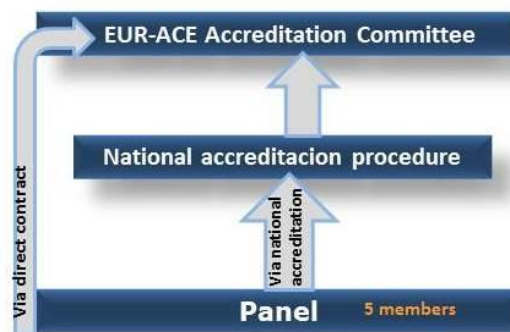 EUR-ACE Accreditation Committee
National accreditacion procedure
Via direct contract
Via national
accreditation
Panel 5 members